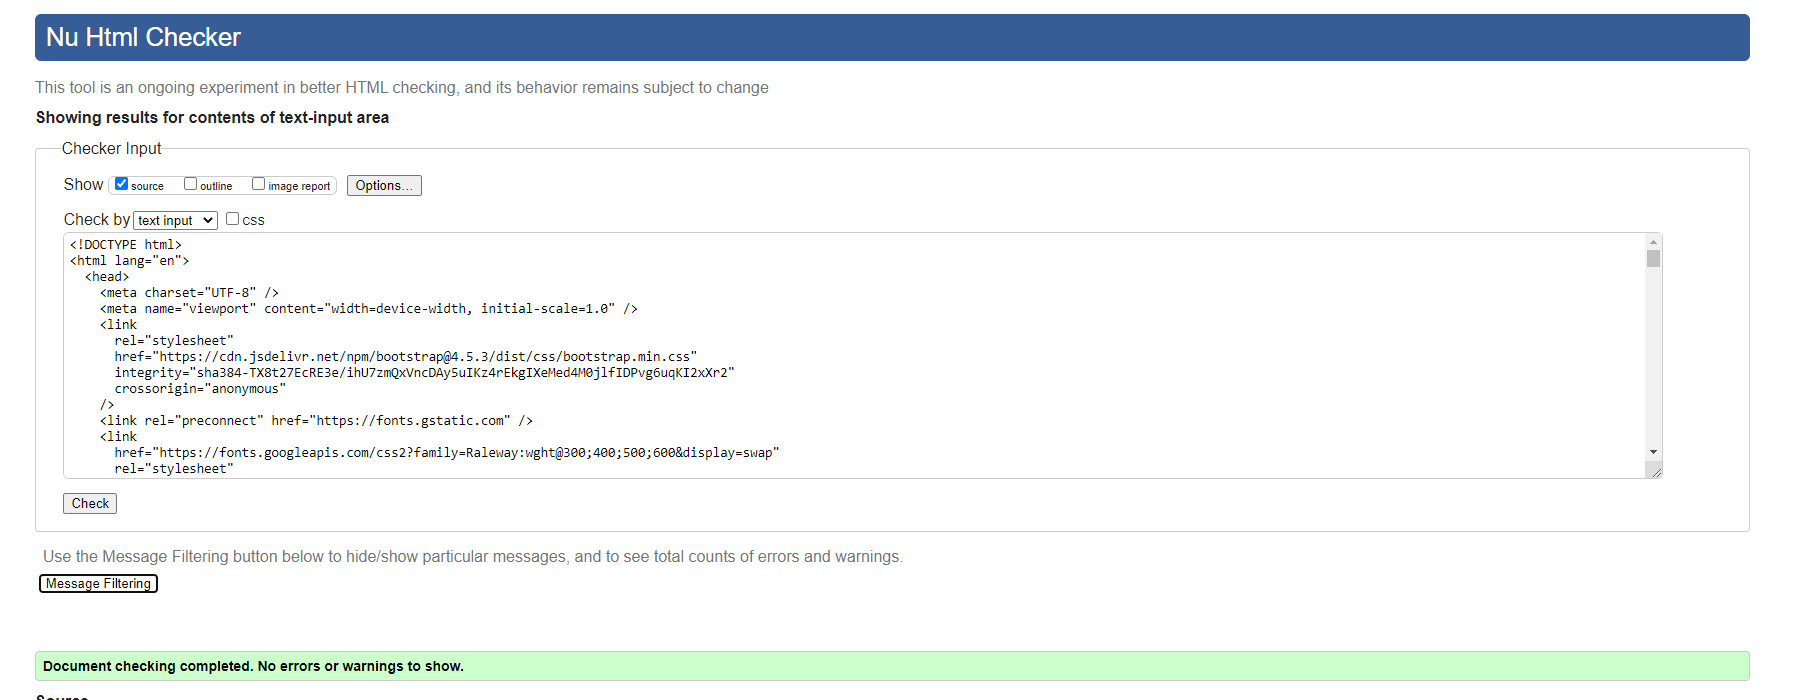 Nu Html Checker
This tool is an ongoing experiment in better HTML checking, and its behavior remains subject to change
Showing results for contents of text-input area
Checker Input
Show source outline image report Options...
Check by text input css
<!DOCTYPE html>
<html lang="en">
  <head>
    <meta charset="UTF-8" />
    <meta name="viewport" content="width=device-width, initial-scale=1.0" />
    <link
      rel="stylesheet"
      href="https://cdn.jsdelivr.net/npm/bootstrap@4.5.3/dist/css/bootstrap.min.css"
      integrity="sha384-TX8t27EcRE3e/ihU7zmQxVncDAy5uIKz4rEkgIXeMed4M0jlfIDPvg6uqKI2xXr2"
      crossorigin="anonymous"
    />
    <link rel="preconnect" href="https://fonts.gstatic.com" />
    <link
      href="https://fonts.googleapis.com/css2?family=Raleway:wght@300;400;500;600&display=swap"
      rel="stylesheet"
Check
Use the Message Filtering button below to hide/show particular messages, and to see total counts of errors and warnings.
Message Filtering
Document checking completed. No errors or warnings to show.
Source